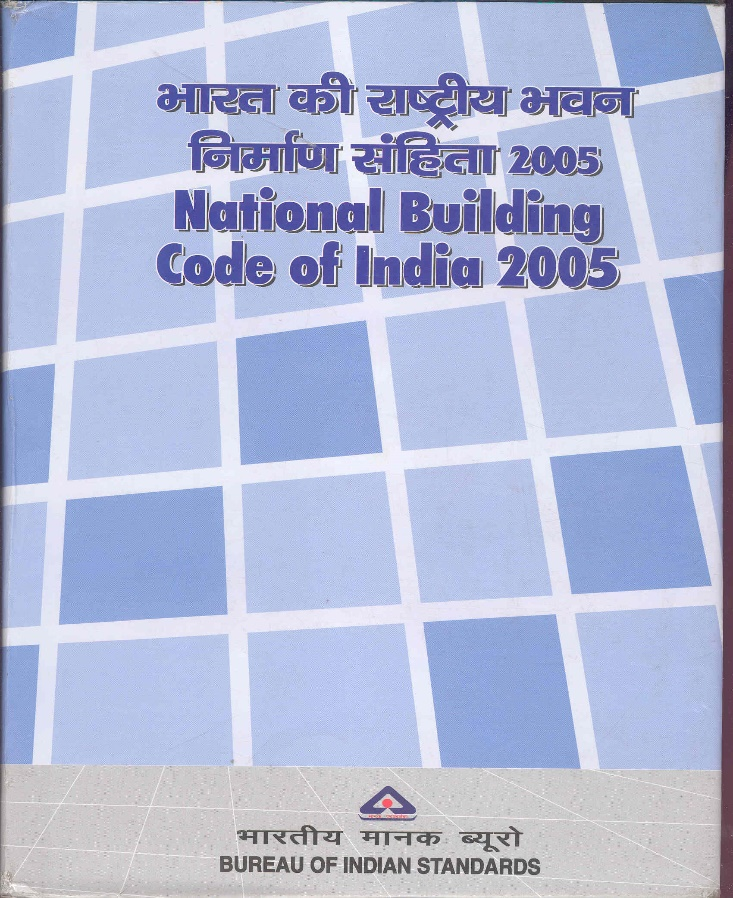 भारत की राष्ट्रीय भवन
निर्माण संहिता 2005
National Building
Code of India 2005
भारतीय मानक ब्यूरो
BUREAU OF INDIAN STANDARDS